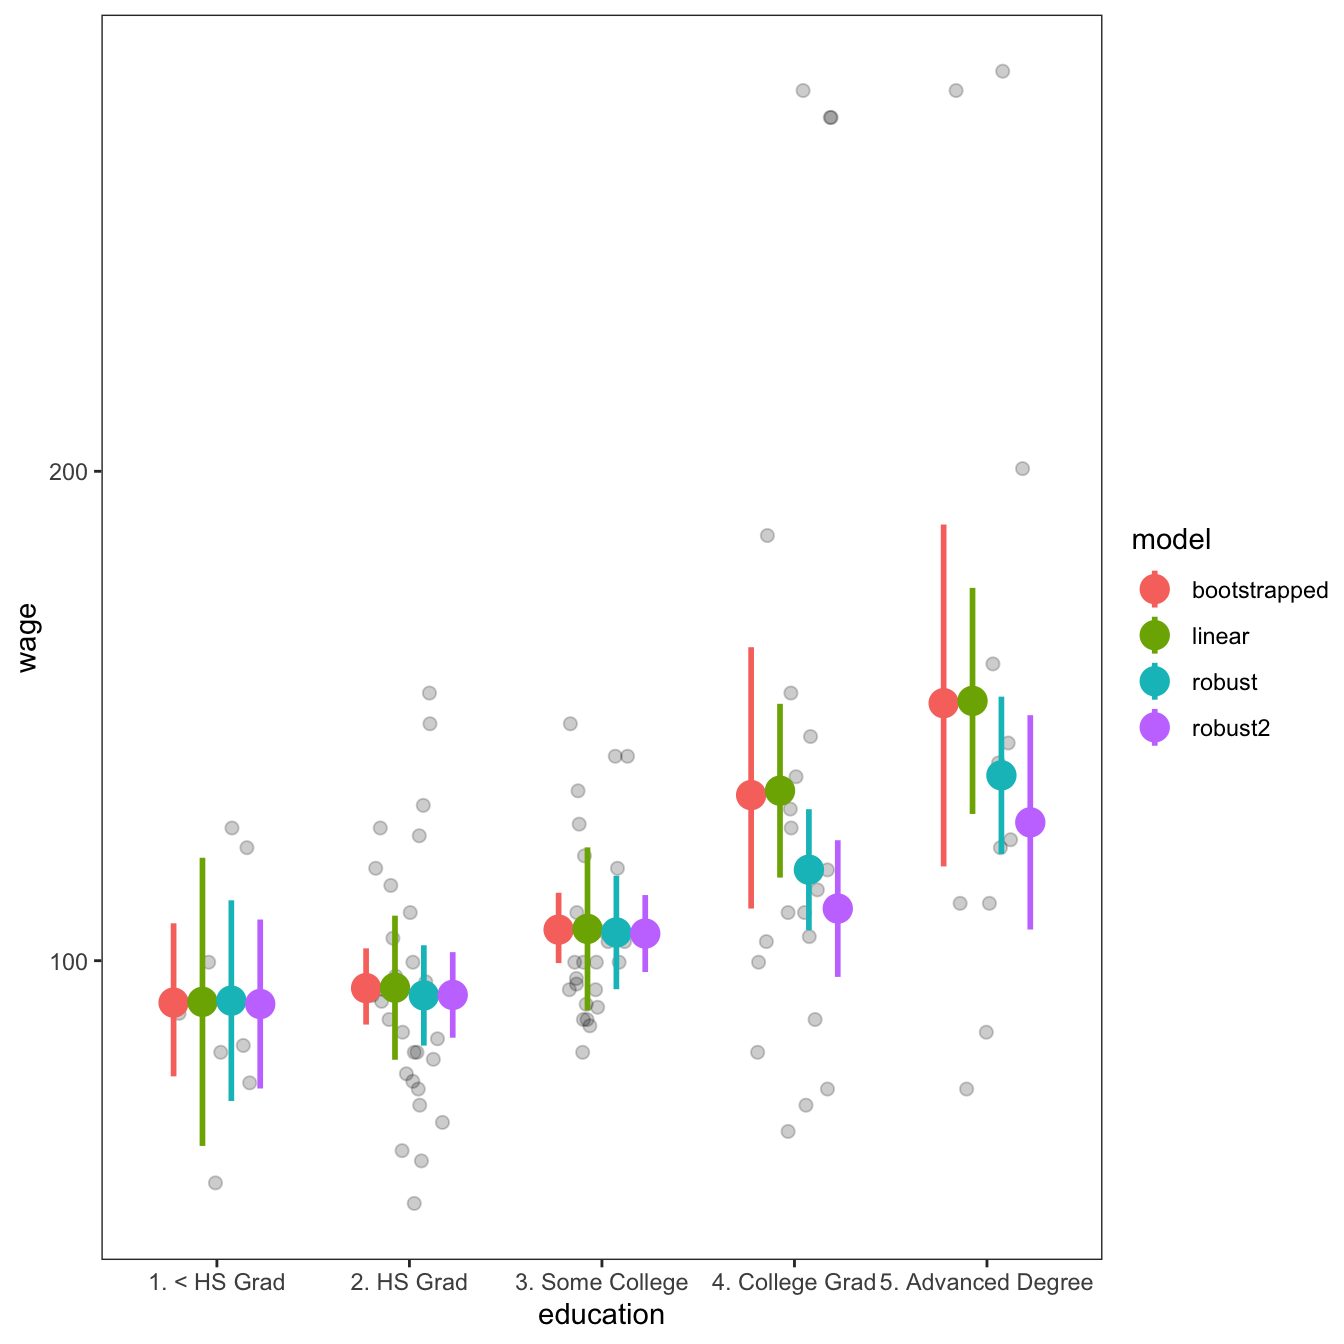 wage
200
100
1. < HS Grad
2. HS Grad
3. Some College
4. College Grad
5. Advanced Degree
education
model
bootstrapped
linear
robust
robust2